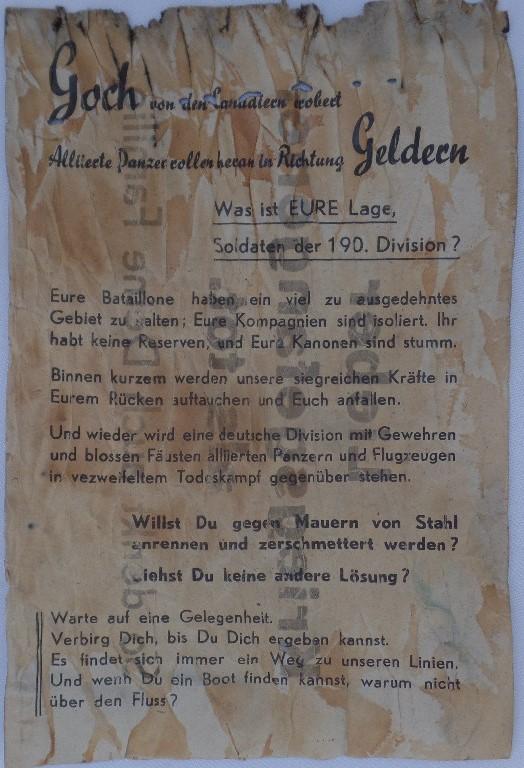 Goch von den Canadiern erobert
Alliierte Panzer rollen heran in Richtung Geldern
Was ist EURE Lage,
Soldaten der 190. Division?
Eure Bataillone haben ein viel zu ausgedehntes
Gebiet zu halten; Eure Kompagnien sind isoliert. Ihr
habt keine Reserven, und Eure Kanonen sind stumm.
Binnen kurzem werden unsere siegreichen Kräfte in
Eurem Rücken auftauchen und Euch anfallen.
Und wieder wird eine deutsche Division mit Gewehren
und blossen Fäusten alliierten Panzern und Flugzeugen
in vezweifeltem Todeskampf gegenüber stehen.
Willst Du gegen Mauern von Stahl
anrennen und zerschmettert werden?
Siehst Du keine andere Lösung?
Warte auf eine Gelegenheit.
Verbirg Dich, bis Du Dich ergeben kannst.
Es findet sich immer ein Weg zu unseren Linien.
Und wenn Du ein Boot finden kannst, warum nicht
über den Fluss?